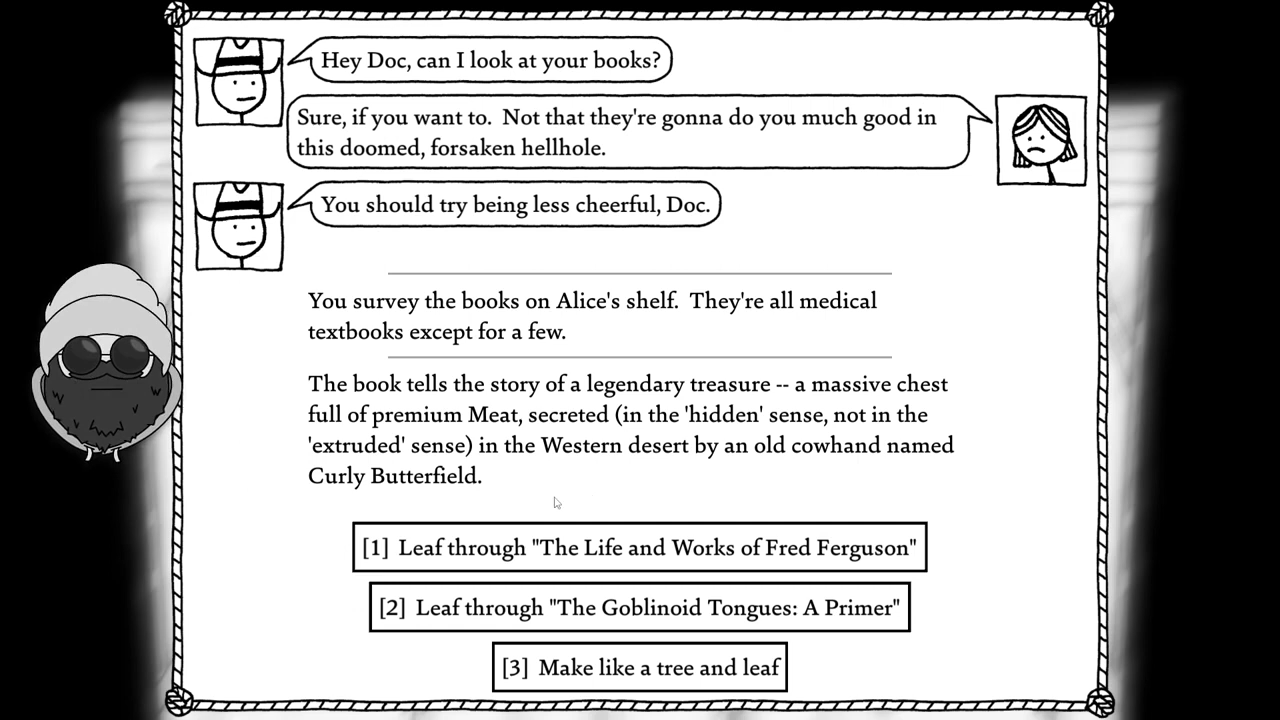 Hey Doc, can I look at your books?
Sure, if you want to.  Not that they're gonna do you much good in
this doomed, forsaken hellhole.
You should try being less cheerful, Doc.
You survey the books on Alice's shelf.  They're all medical
textbooks except for a few.
The book tells the story of a legendary treasure -- a massive chest
full of premium Meat, secreted (in the 'hidden' sense, not in the
'extruded' sense) in the Western desert by an old cowhand named
Curly Butterfield.
[1] Leaf through "The Life and Works of Fred Ferguson"
[2] Leaf through "The Goblinoid Tongues: A Primer"
[3] Make like a tree and leaf